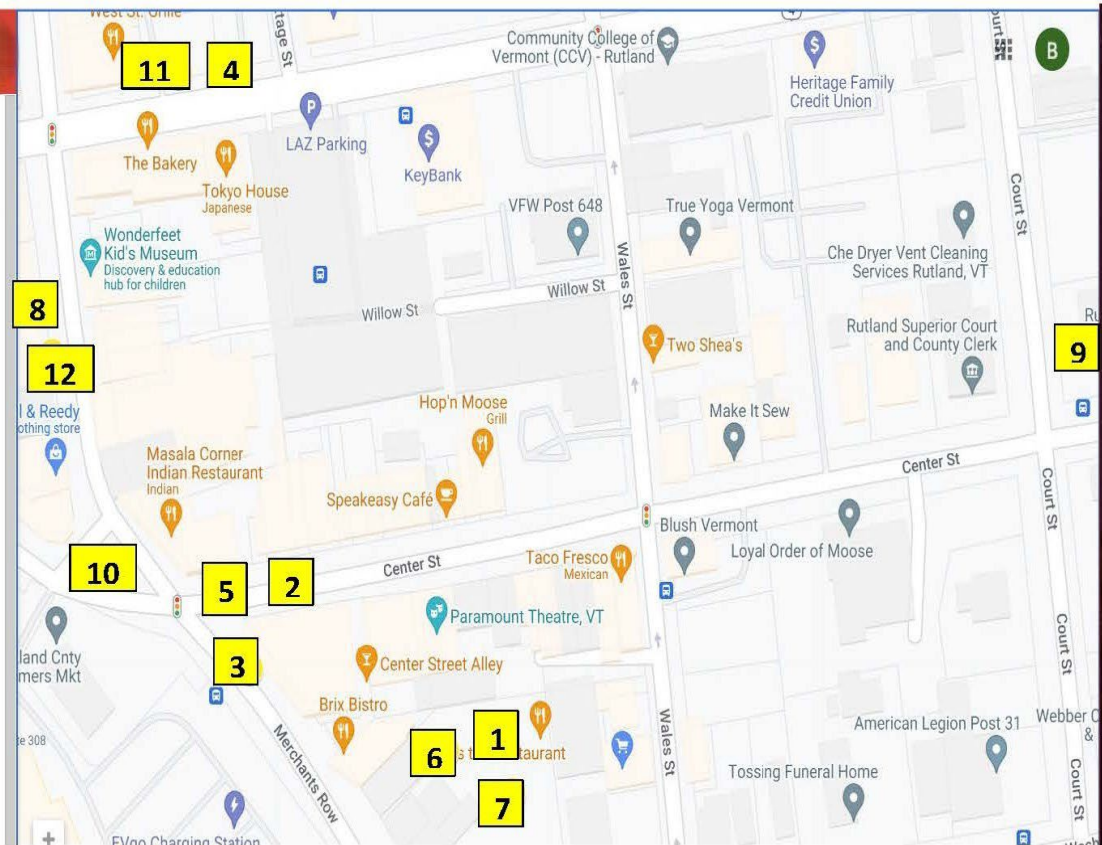 West St. Grille
11
4
Community College of
Vermont (CCV) - Rutland
4
Heritage Family
Credit Union
B
The Bakery
P
LAZ Parking
$
KeyBank
$
Tokyo House
Japanese
Wonderfeet
Kid's Museum
Discovery & education
hub for children
VFW Post 648
True Yoga Vermont
Court St
Wales St
Che Dryer Vent Cleaning
Services Rutland, VT
8
Willow St
Willow St
Two Shea's
Rutland Superior Court
and County Clerk
9
12
& Reedy
Hop'n Moose
Grill
Make It Sew
Masala Corner
Indian Restaurant
Indian
Speakeasy Café
Center St
Court St
10
5
2
Center St
Taco Fresco
Mexican
Blush Vermont
Loyal Order of Moose
Paramount Theatre, VT
Court St
3
Center Street Alley
Brix Bistro
Merchants Row
6
1
7
Wales St
American Legion Post 31
Webber
&
Tossing Funeral Home
Court St
EVgo Charging Station
+